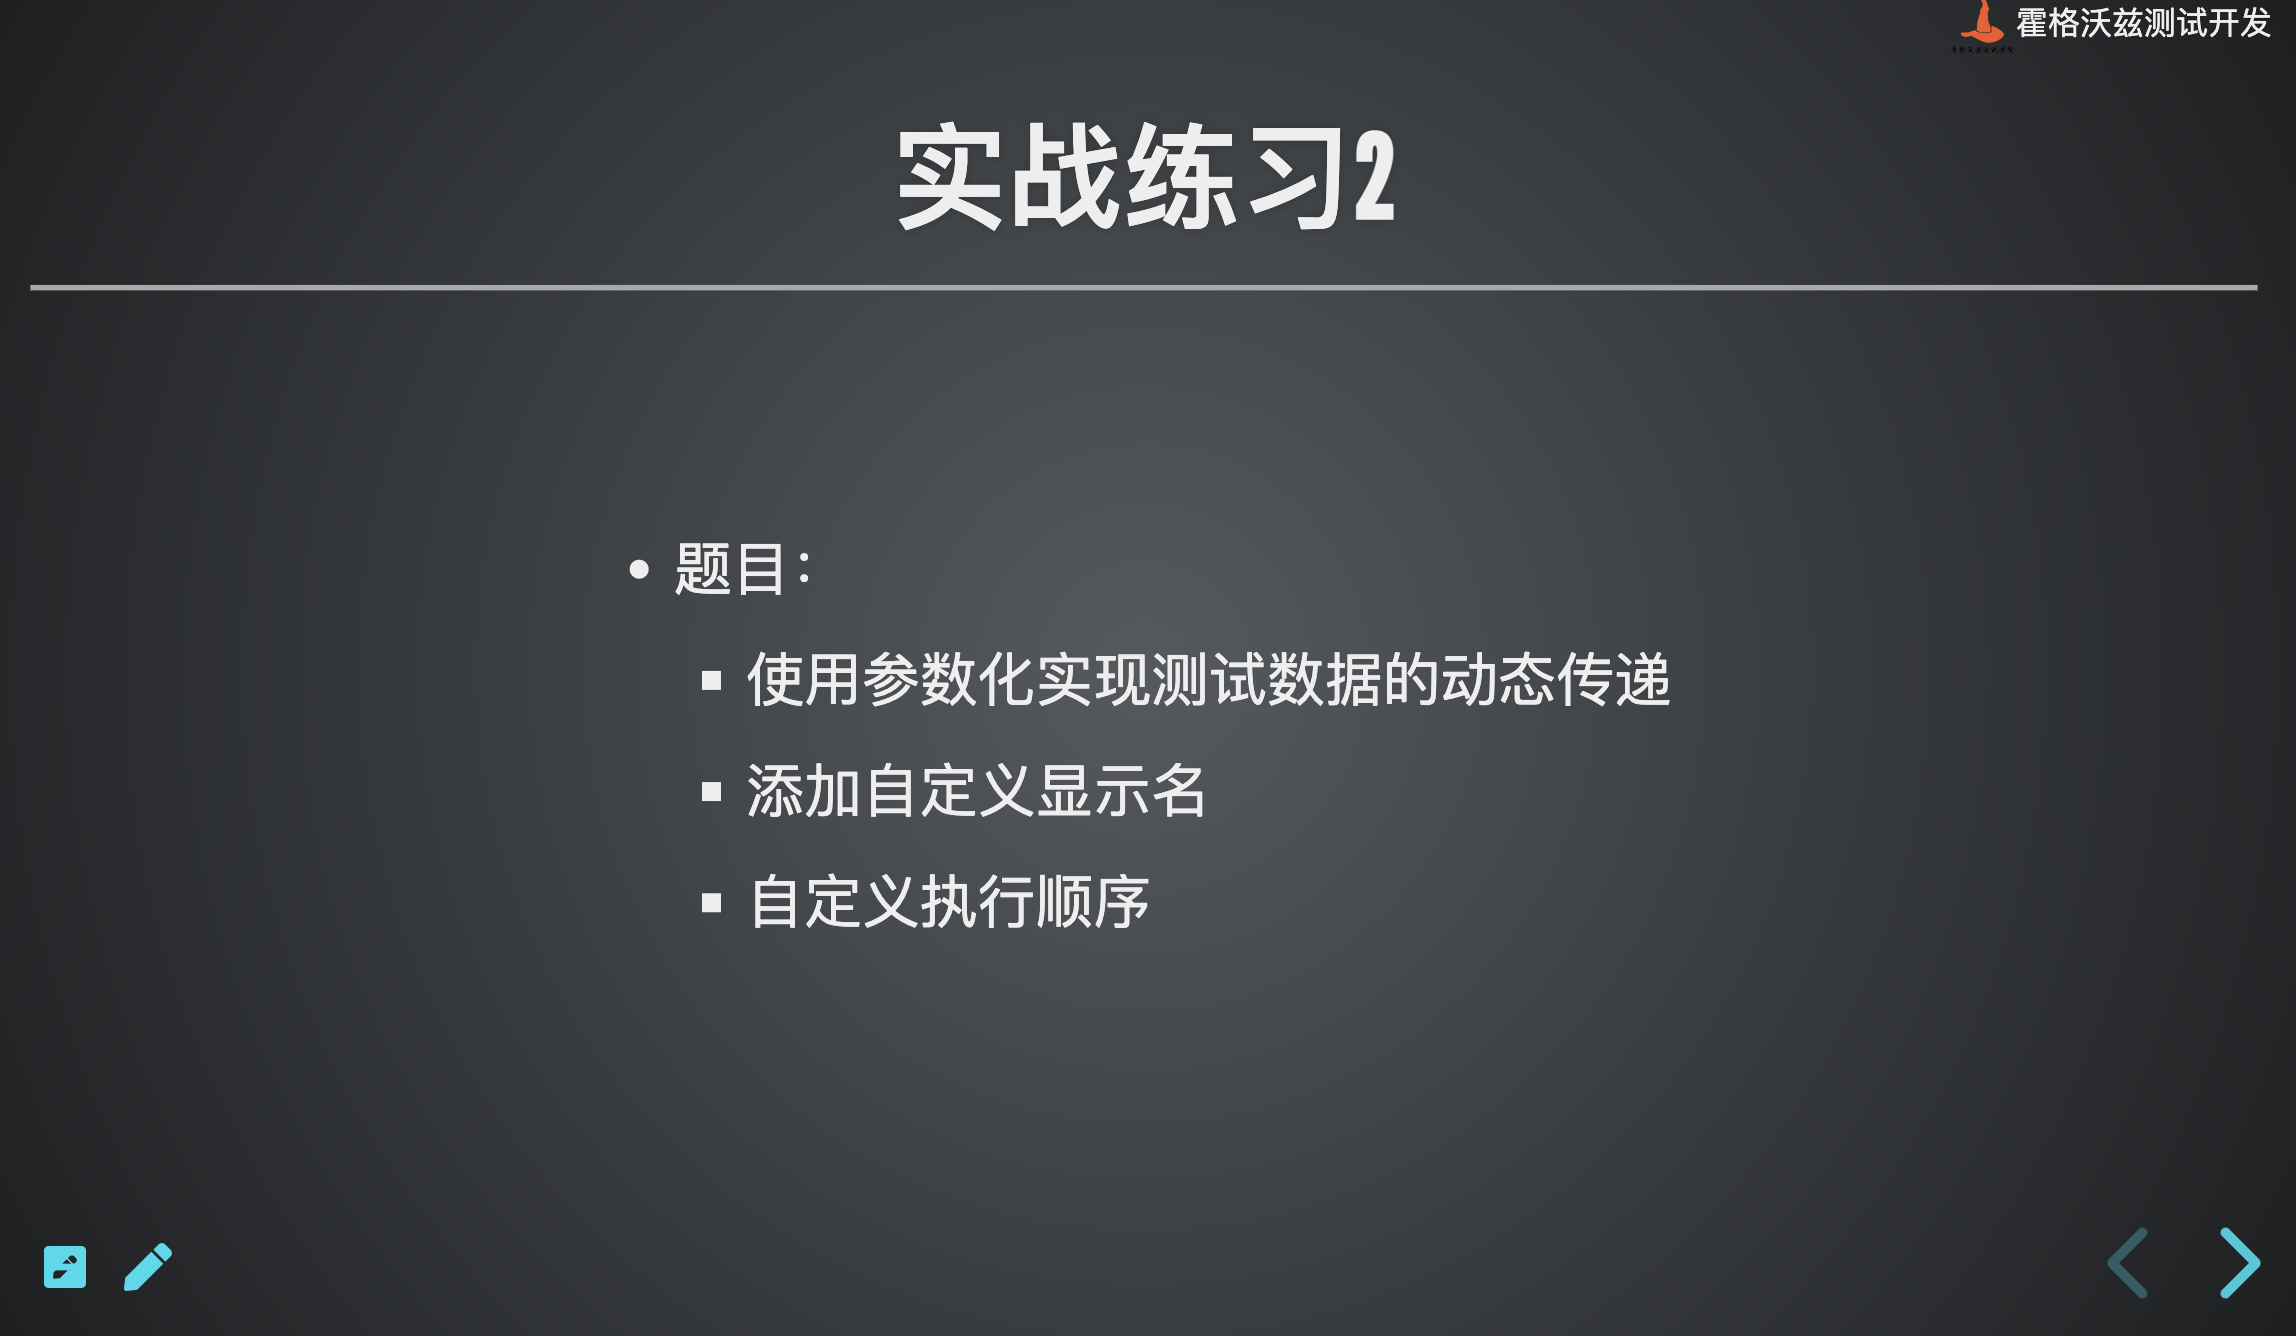 霍格沃兹测试开发
实战练习2
题目：
使用参数化实现测试数据的动态传递
添加自定义显示名
自定义执行顺序